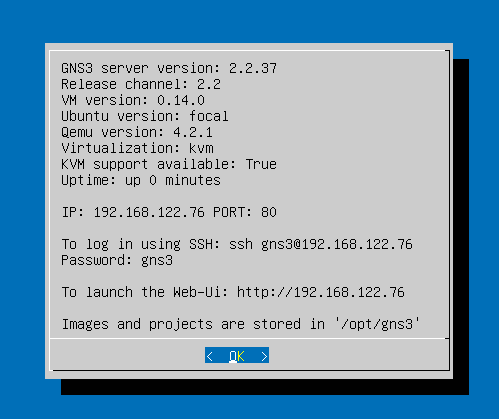 GNS3 server version: 2.2.37
Release channel: 2.2
VM version: 0.14.0
Ubuntu version: focal
Qemu version: 4.2.1
Virtualization: kvm
KVM support available: True
Uptime: up 0 minutes
IP: 192.168.122.76 PORT: 80
To log in using SSH: ssh gns3@192.168.122.76
Password: gns3
To launch the Web-Ui: http://192.168.122.76
Images and projects are stored in '/opt/gns3'
< OK >